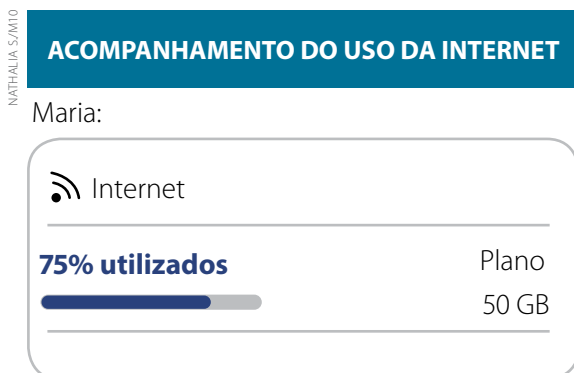 NATHALIA S/M10
ACOMPANHAMENTO DO USO DA INTERNET
Maria:
Internet
75% utilizados
Plano
50 GB